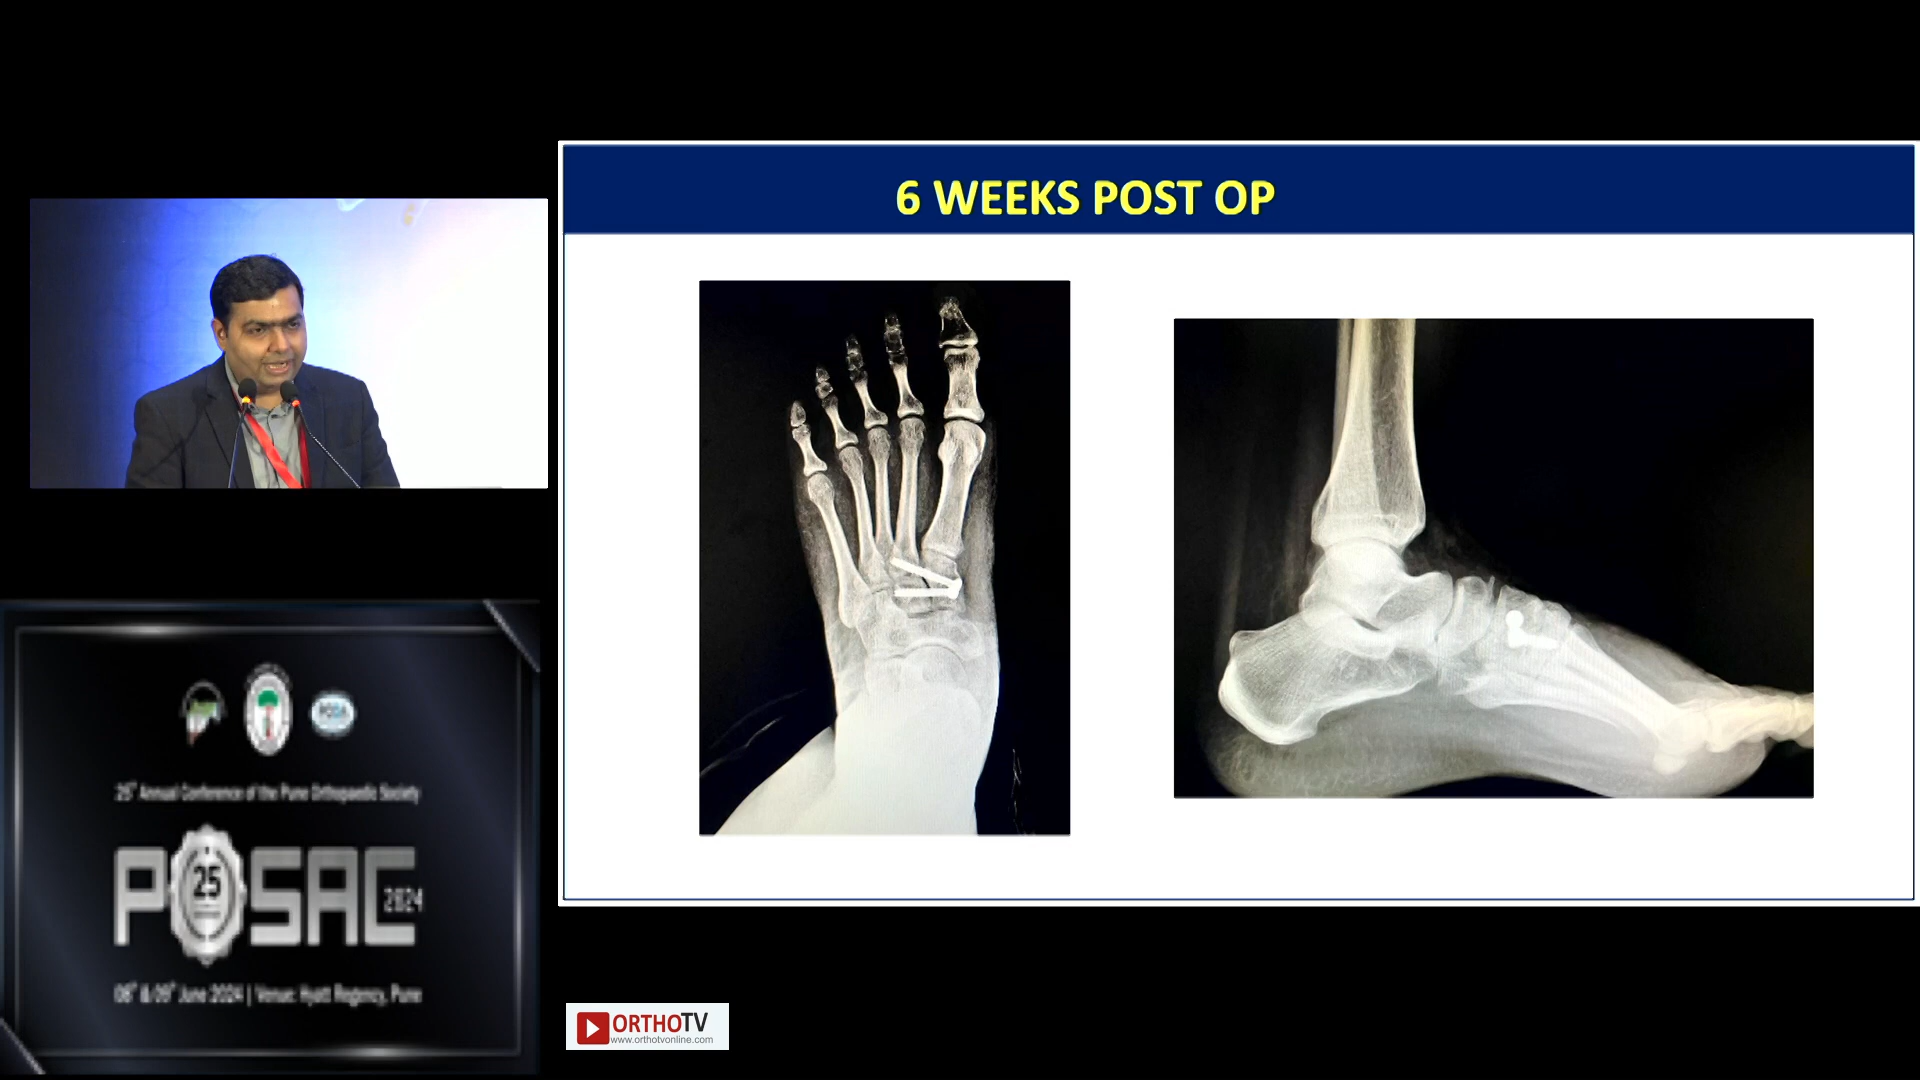 6 WEEKS POST OP
25th Annual Conference of the Pune Orthopaedic Society
POSAC
25
2024
08th & 09th June 2024 | Venue: Hyatt Regency, Pune
ORTHOTV
www.orthotvonline.com